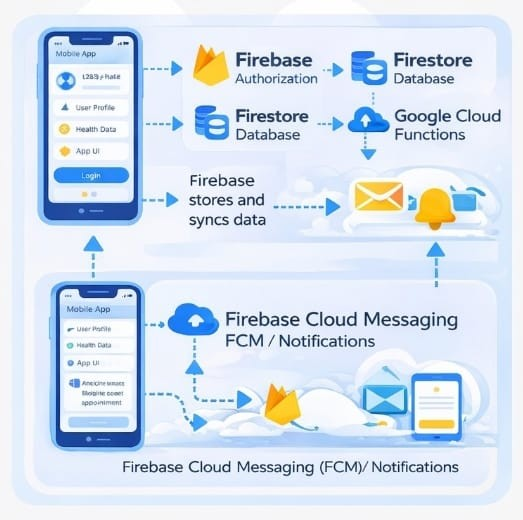 Mobile App
User Profile
Health Data
App UI
Login
Firebase
Authorization
Firestore
Database
Firestore
Database
Google Cloud
Functions
Firebase
stores and
syncs data
Mobile App
User Profile
Health Data
App UI
appointment
Firebase Cloud Messaging
FCM / Notifications
Firebase Cloud Messaging (FCM)/ Notifications